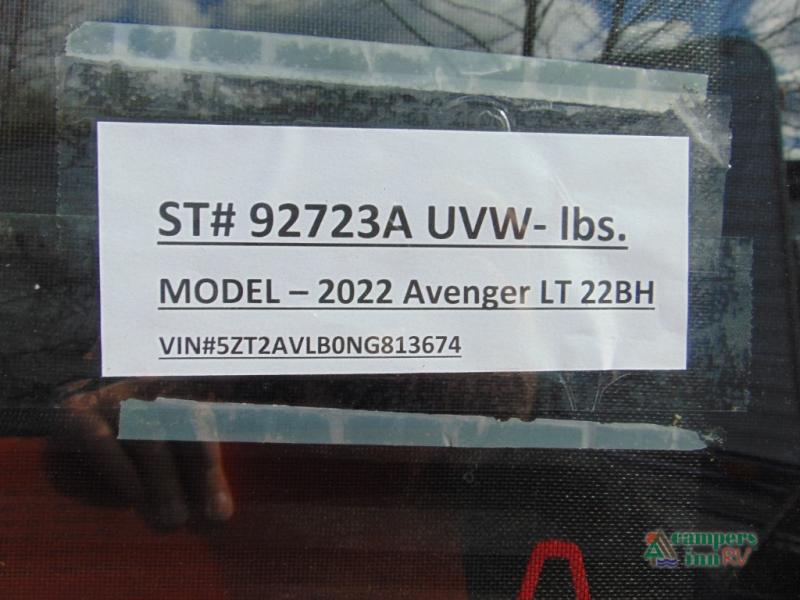 ST# 92723A UVW- lbs.
MODEL – 2022 Avenger LT 22BH
VIN#5ZT2AVLB0NG813674
campers
inn RV